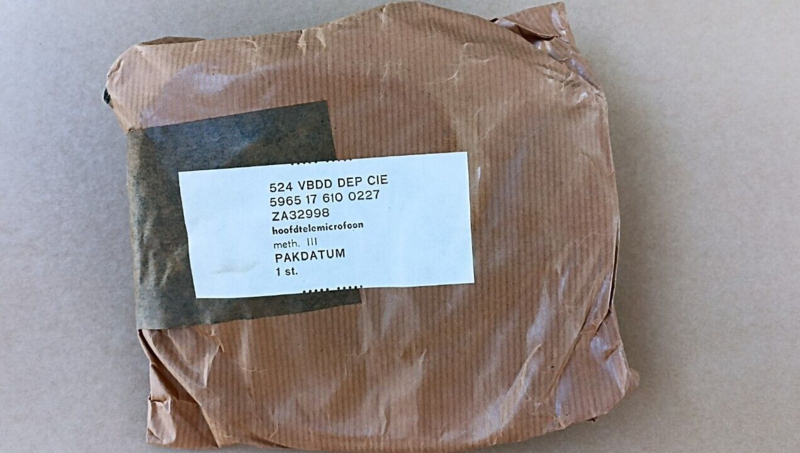 524 VBDD DEP CIE
5965 17 610 0227
ZA32998
hoofdtelemicrofoon
meth. III
PAKDATUM
1 st.